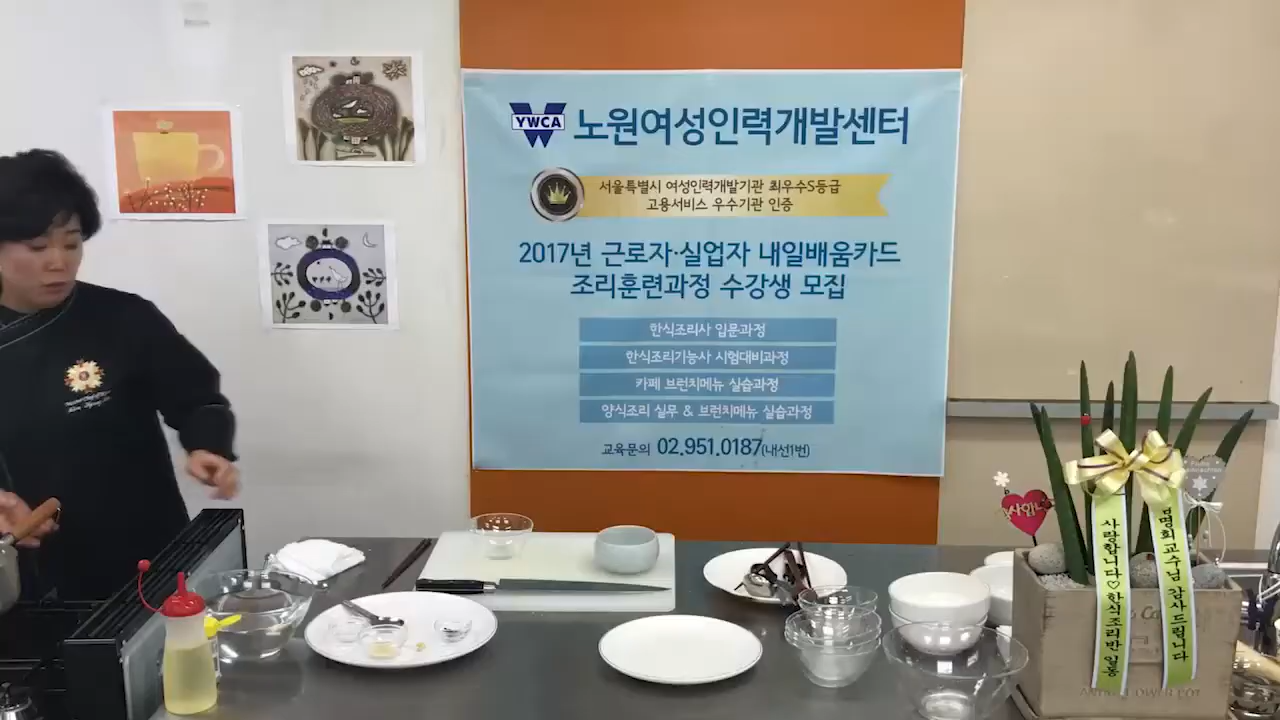 YWCA 노원여성인력개발센터
서울특별시 여성인력개발기관 최우수S등급
고용서비스 우수기관 인증
2017년 근로자·실업자 내일배움카드
조리훈련과정 수강생 모집
한식조리사 입문과정
한식조리기능사 시험대비과정
카페 브런치메뉴 실습과정
양식조리 실무 & 브런치메뉴 실습과정
교육문의 02.951.0187(내선1번)
사랑합니다♡한식조리반 일동
명희교수님 감사드립니다